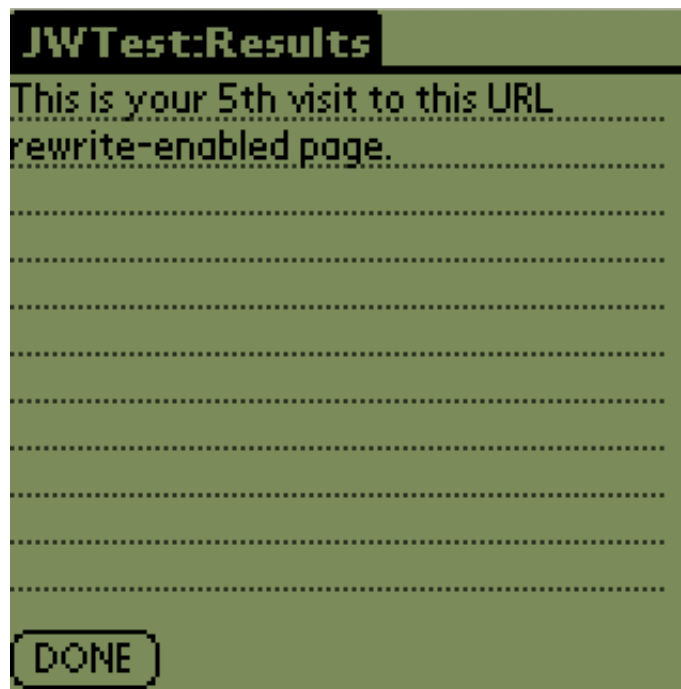 JWTest:Results
This is your 5th visit to this URL
rewrite-enabled page.
DONE